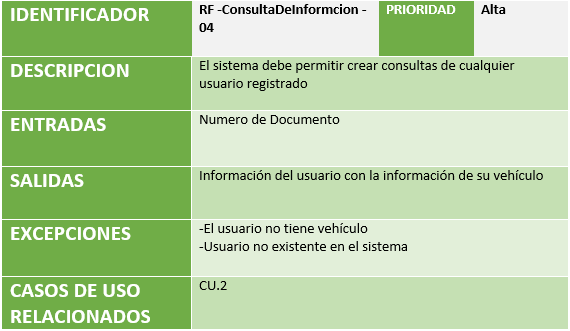 IDENTIFICADOR
RF -ConsultaDeInformcion -
04
PRIORIDAD
Alta
DESCRIPCION
El sistema debe permitir crear consultas de cualquier
usuario registrado
ENTRADAS
Numero de Documento
SALIDAS
Información del usuario con la información de su vehículo
EXCEPCIONES
-El usuario no tiene vehículo
-Usuario no existente en el sistema
CASOS DE USO
RELACIONADOS
CU.2